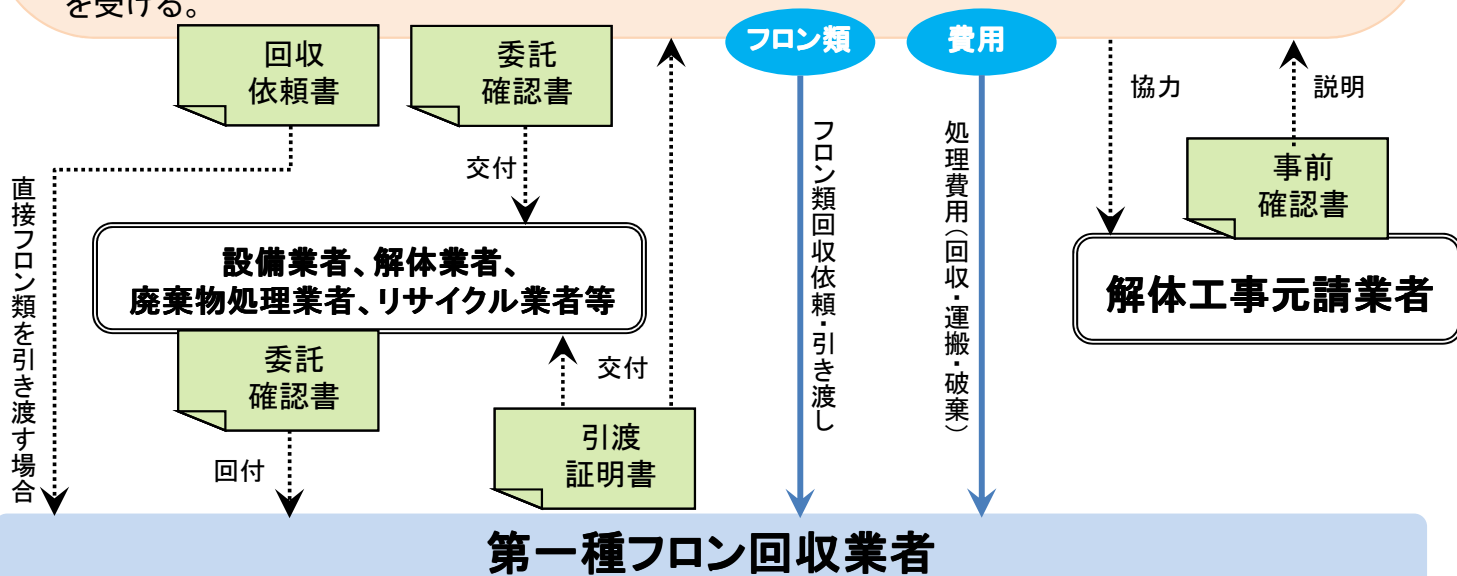 を受ける。
回収
依頼書
委託
確認書
フロン類
費用
協力
説明
事前
確認書
交付
直接フロン類を引き渡す場合
フロン類回収依頼・引き渡し
処理費用（回収・運搬・破棄）
設備業者、解体業者、
廃棄物処理業者、リサイクル業者等
解体工事元請業者
委託
確認書
交付
引渡
証明書
回付
第一種フロン回収業者